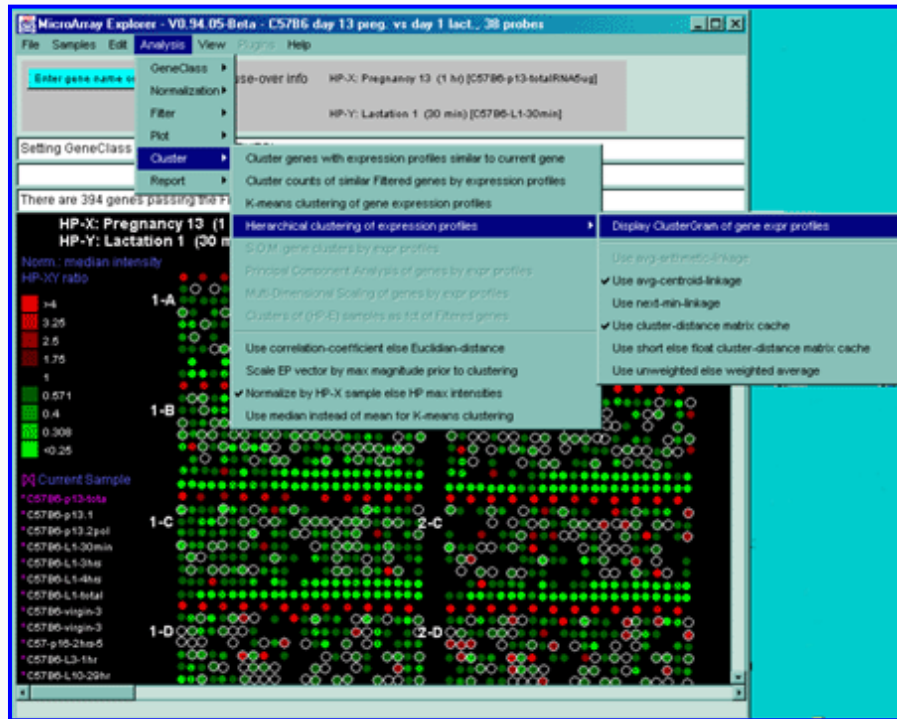 MicroArray Explorer - V0.94.05-Beta - C57B6 day 13 preg. vs day 1 lact., 38 probes
File Samples Edit Analysis View Plugins Help
Enter gene name
use-over info
HP-X: Pregnancy 13 (1 hr) [C57B6-p13-totalRNA5ug]
HP-Y: Lactation 1 (30 min) [C57B6-L1-30min]
GeneClass
Normalization
Filter
Plot
Cluster
Report
Setting GeneClass
There are 394 genes passing the Fi
Cluster genes with expression profiles similar to current gene
Cluster counts of similar Filtered genes by expression profiles
K-means clustering of gene expression profiles
Hierarchical clustering of expression profiles
S.O.M. gene clusters by expr profiles
Principal Component Analysis of genes by expr profiles
Multi-Dimensional Scaling of genes by expr profiles
Clusters of (HP-E) samples as fct of Filtered genes
Use correlation-coefficient else Euclidian-distance
Scale EP vector by max magnitude prior to clustering
Normalize by HP-X sample else HP max intensities
Use median instead of mean for K-means clustering
Display ClusterGram of gene expr profiles
Use avg-arithmetic-linkage
Use avg-centroid-linkage
Use next-min-linkage
Use cluster-distance matrix cache
Use short else float cluster-distance matrix cache
Use unweighted else weighted average
HP-X: Pregnancy 13 (1
HP-Y: Lactation 1 (30 m
Norm.: median intensity
HP-XY ratio
>4
3.25
2.5
1.75
1
0.571
0.4
0.308
<0.25
1-A
1-B
1-C
2-C
1-D
2-D
[X] Current Sample
*C57B6-p13-tota
*C57B6-p13.1
*C57B6-p13.2pol
*C57B6-L1-30min
*C57B6-L1-3hrs
*C57B6-L1-4hrs
*C57B6-L1-total
*C57B6-virgin-3
*C57B6-virgin-3
*C57-p16-2hrs-5
*C57B6-L3-1hr
*C57B6-L10-29hr